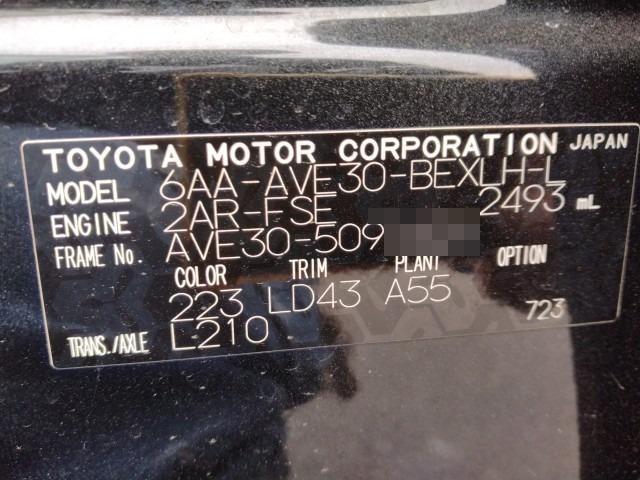 TOYOTA MOTOR CORPORATION JAPAN
MODEL 6AA-AVE30-BEXLH-L
ENGINE 2AR-FSE 2493 mL
FRAME No. AVE30-509
COLOR TRIM PLANT OPTION
223 LD43 A55
TRANS./AXLE L210 723